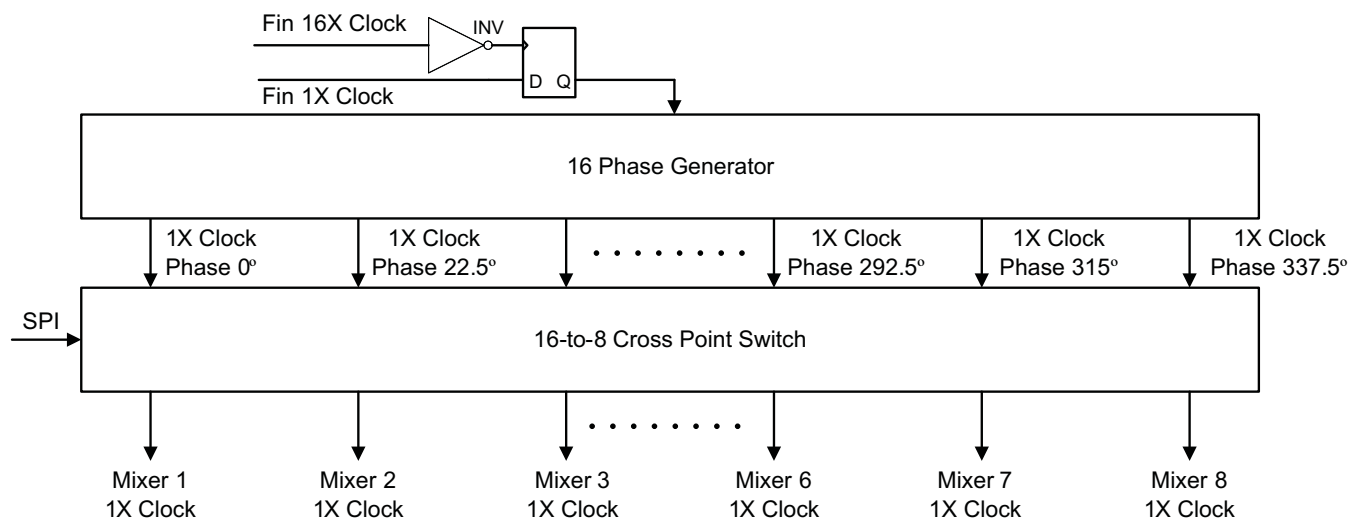 Fin 16X Clock
INV
D Q
Fin 1X Clock
16 Phase Generator
1X Clock
Phase 0º
1X Clock
Phase 22.5º
1X Clock
Phase 292.5º
1X Clock
Phase 315º
1X Clock
Phase 337.5º
SPI
16-to-8 Cross Point Switch
Mixer 1
1X Clock
Mixer 2
1X Clock
Mixer 3
1X Clock
Mixer 6
1X Clock
Mixer 7
1X Clock
Mixer 8
1X Clock